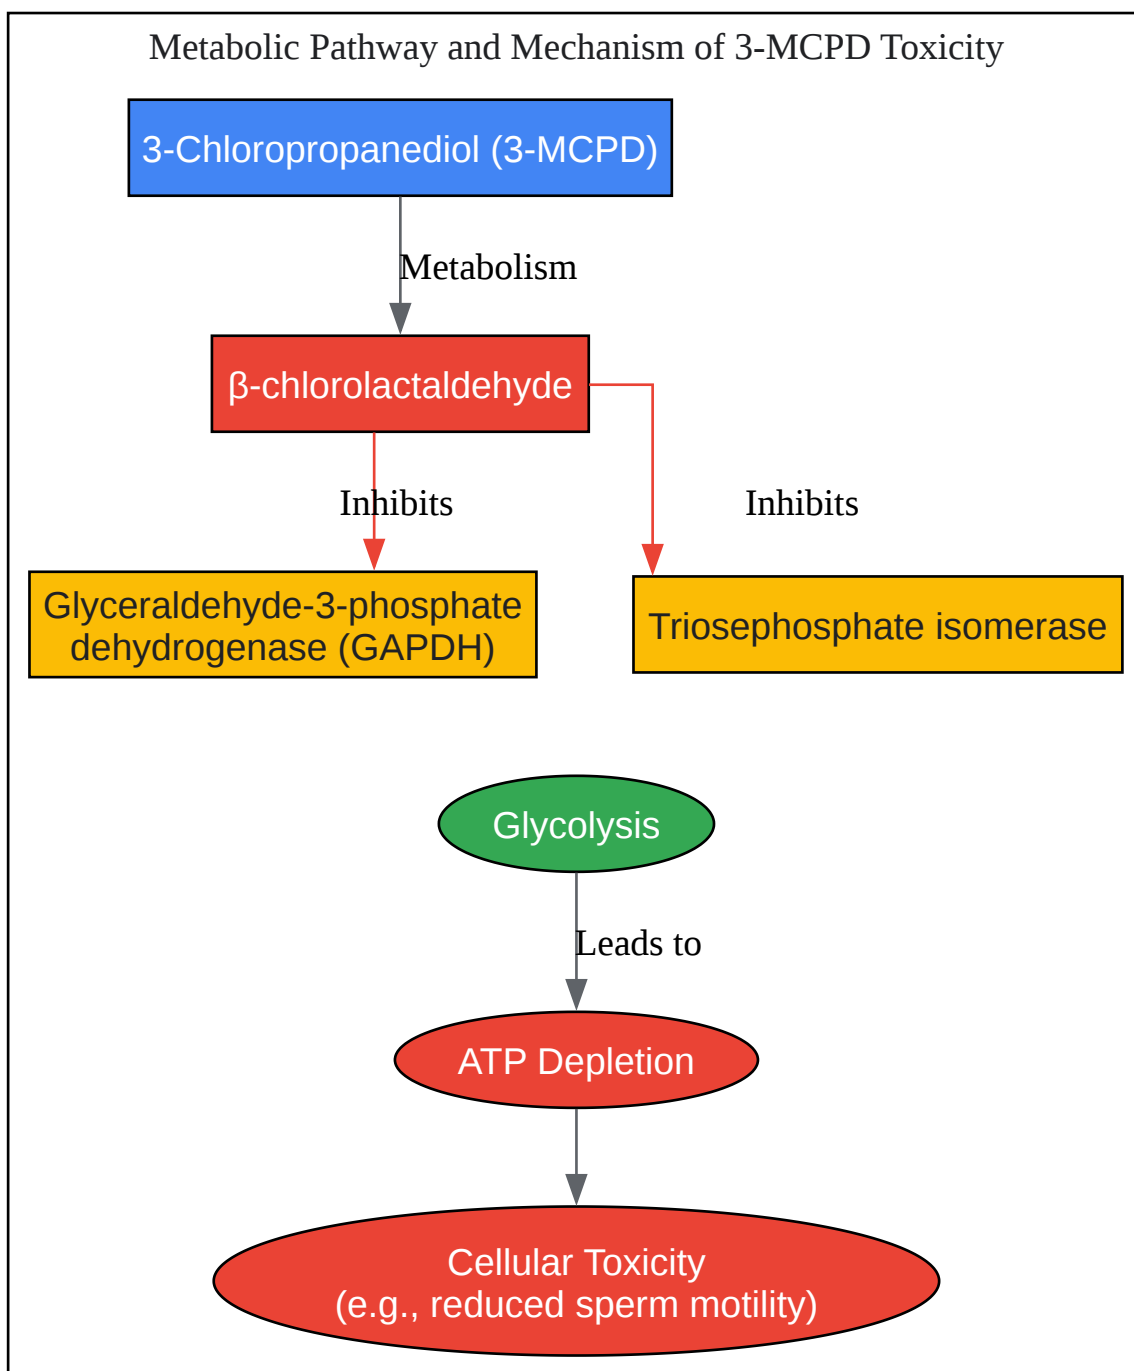 Metabolic Pathway and Mechanism of 3-MCPD Toxicity
3-Chloropropanediol (3-MCPD)
Metabolism
β-chlorolactaldehyde
Inhibits
Inhibits
Glyceraldehyde-3-phosphate
dehydrogenase (GAPDH)
Triosephosphate isomerase
Glycolysis
Leads to
ATP Depletion
Cellular Toxicity
(e.g., reduced sperm motility)